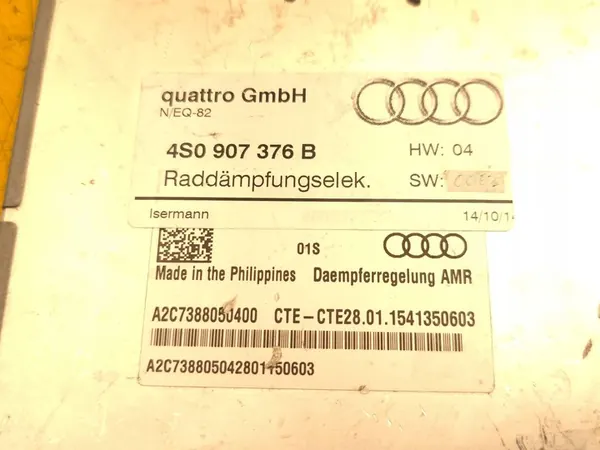 quattro GmbH
N/EQ-82
4S0 907 376 B HW: 04
Raddämpfungselek. SW:
Isermann 14/10/1
01S
Made in the Philippines Daempferregelung AMR
A2C7388050400 CTE-CTE28.01.1541350603
A2C738805042801150603